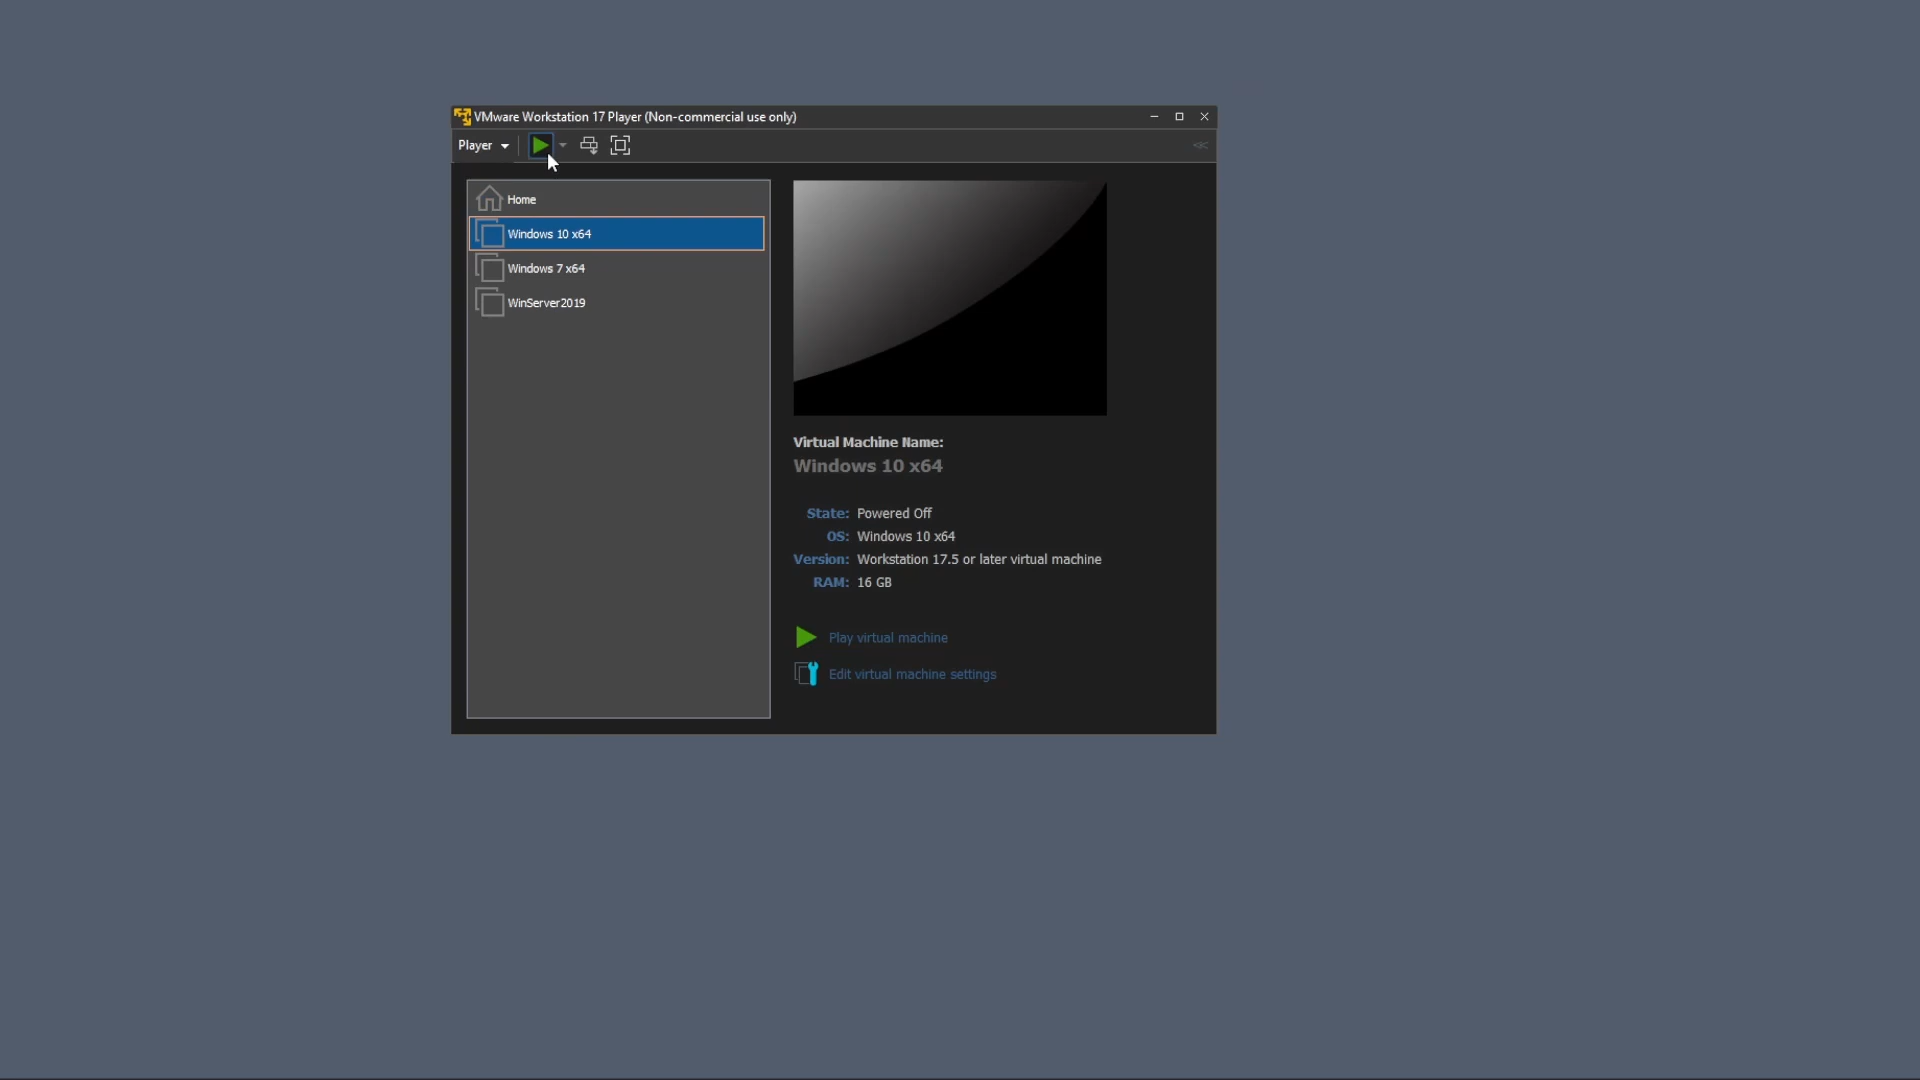 VMware Workstation 17 Player (Non-commercial use only)
Player
Home
Windows 10 x64
Windows 7 x64
WinServer2019
Virtual Machine Name:
Windows 10 x64
State: Powered Off
OS: Windows 10 x64
Version: Workstation 17.5 or later virtual machine
RAM: 16 GB
Play virtual machine
Edit virtual machine settings